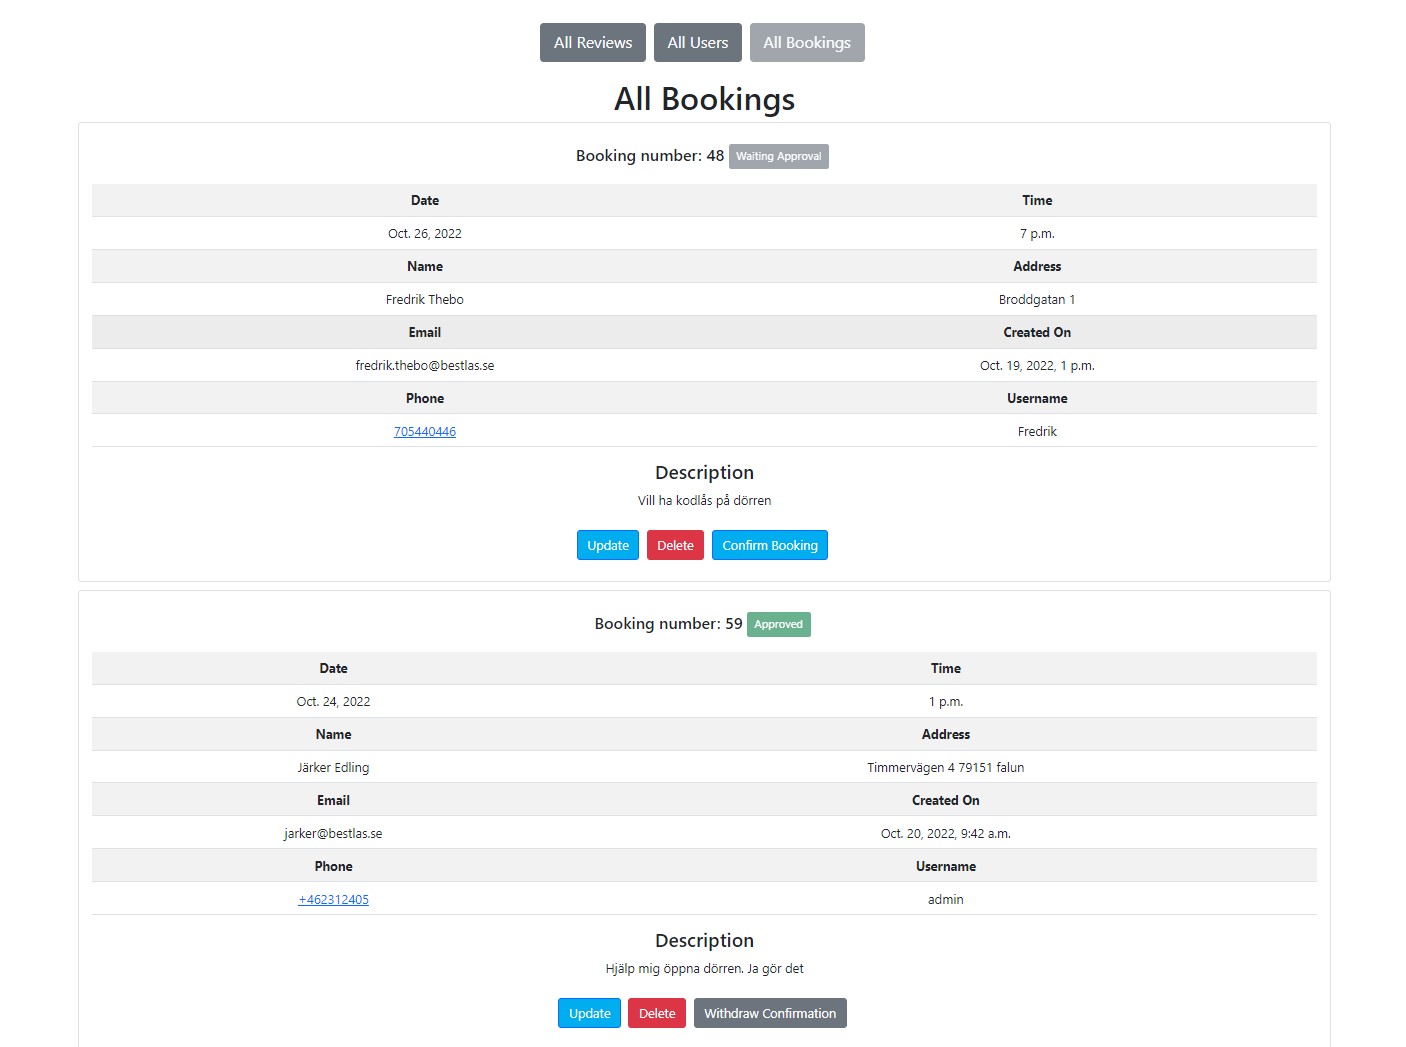 All Reviews All Users All Bookings
All Bookings
Booking number: 48 Waiting Approval
Date Time
Oct. 26, 2022 7 p.m.
Name Address
Fredrik Thebo Broddgatan 1
Email Created On
fredrik.thebo@bestlas.se Oct. 19, 2022, 1 p.m.
Phone Username
705440446 Fredrik
Description
Vill ha kodlås på dörren
Update Delete Confirm Booking
Booking number: 59 Approved
Date Time
Oct. 24, 2022 1 p.m.
Name Address
Järker Edling Timmervägen 4 79151 falun
Email Created On
jarker@bestlas.se Oct. 20, 2022, 9:42 a.m.
Phone Username
+462312405 admin
Description
Hjälp mig öppna dörren. Ja gör det
Update Delete Withdraw Confirmation